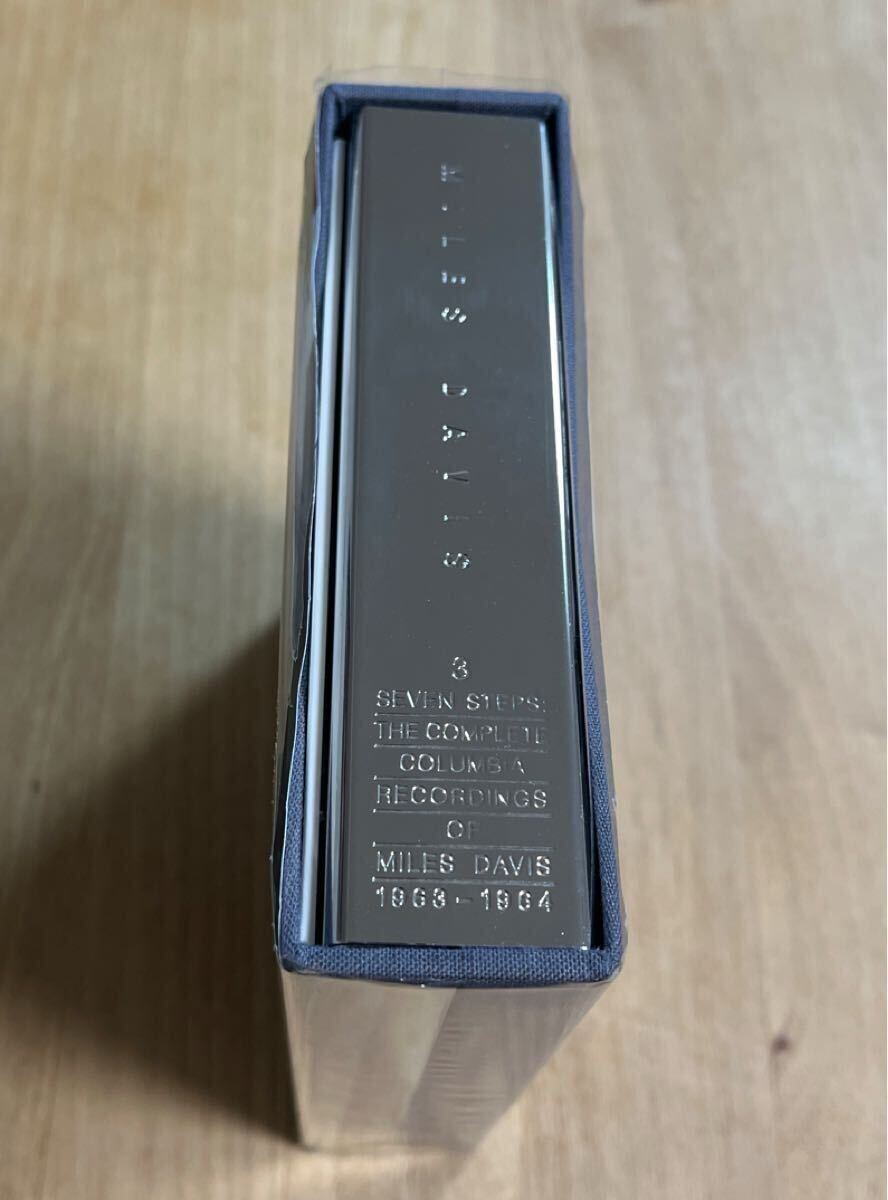 MILES DAVIS
3
SEVEN STEPS:
THE COMPLETE
COLUMBIA
RECORDINGS
OF
MILES DAVIS
1963-1964